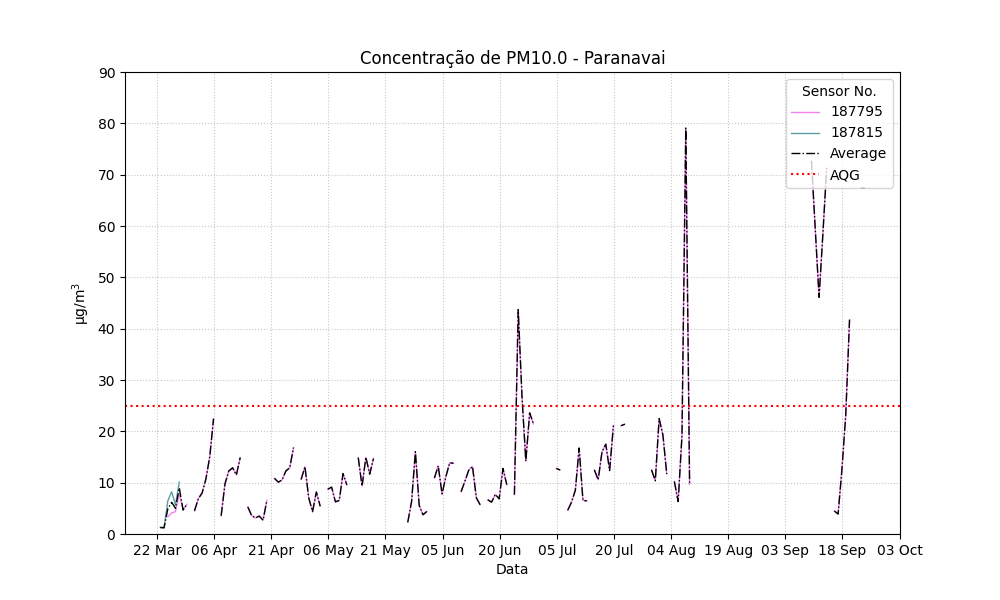 Concentração de PM10.0 - Paranavai
90
80
70
60
50
40
30
20
10
0
µg/m³
Sensor No.
187795
187815
Average
AQG
22 Mar 06 Apr 21 Apr 06 May 21 May 05 Jun 20 Jun 05 Jul 20 Jul 04 Aug 19 Aug 03 Sep 18 Sep 03 Oct
Data